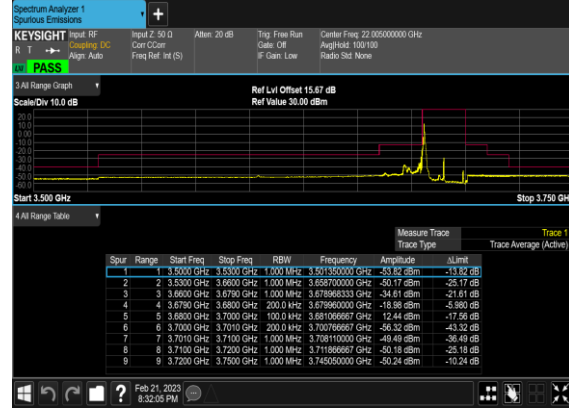 Spectrum Analyzer 1
Spurious Emissions
+
KEYSIGHT Input: RF Input Z: 50 Ω Atten: 20 dB Trig: Free Run Center Freq: 22.005000000 GHz
R T Coupling: DC Corr CCorr Gate: Off Avg|Hold: 100/100
Align: Auto Freq Ref: Int (S) IF Gain: Low Radio Std: None
PASS
3 All Range Graph
Ref Lvl Offset 15.67 dB
Scale/Div 10.0 dB Ref Value 30.00 dBm
20.0
10.0
0.00
-10.0
-20.0
-30.0
-40.0
-50.0
-60.0
Start 3.500 GHz Stop 3.750 GH
4 All Range Table
Measure Trace Trace 1
Trace Type Trace Average (Active)
Spur Range Start Freq Stop Freq RBW Frequency Amplitude ΔLimit
1 1 3.5000 GHz 3.5300 GHz 1.000 MHz 3.501350000 GHz -53.82 dBm -13.82 dB
2 2 3.5300 GHz 3.6600 GHz 1.000 MHz 3.658700000 GHz -50.17 dBm -25.17 dB
3 3 3.6600 GHz 3.6790 GHz 1.000 MHz 3.678968333 GHz -34.61 dBm -21.61 dB
4 4 3.6790 GHz 3.6800 GHz 200.0 kHz 3.679960000 GHz -18.98 dBm -5.980 dB
5 5 3.6800 GHz 3.7000 GHz 100.0 kHz 3.681066667 GHz 12.44 dBm -17.56 dB
6 6 3.7000 GHz 3.7010 GHz 200.0 kHz 3.700766667 GHz -56.32 dBm -43.32 dB
7 7 3.7010 GHz 3.7100 GHz 1.000 MHz 3.708110000 GHz -49.49 dBm -36.49 dB
8 8 3.7100 GHz 3.7200 GHz 1.000 MHz 3.711866667 GHz -50.18 dBm -25.18 dB
9 9 3.7200 GHz 3.7500 GHz 1.000 MHz 3.745050000 GHz -50.24 dBm -10.24 dB
? Feb 21, 2023
8:32:05 PM